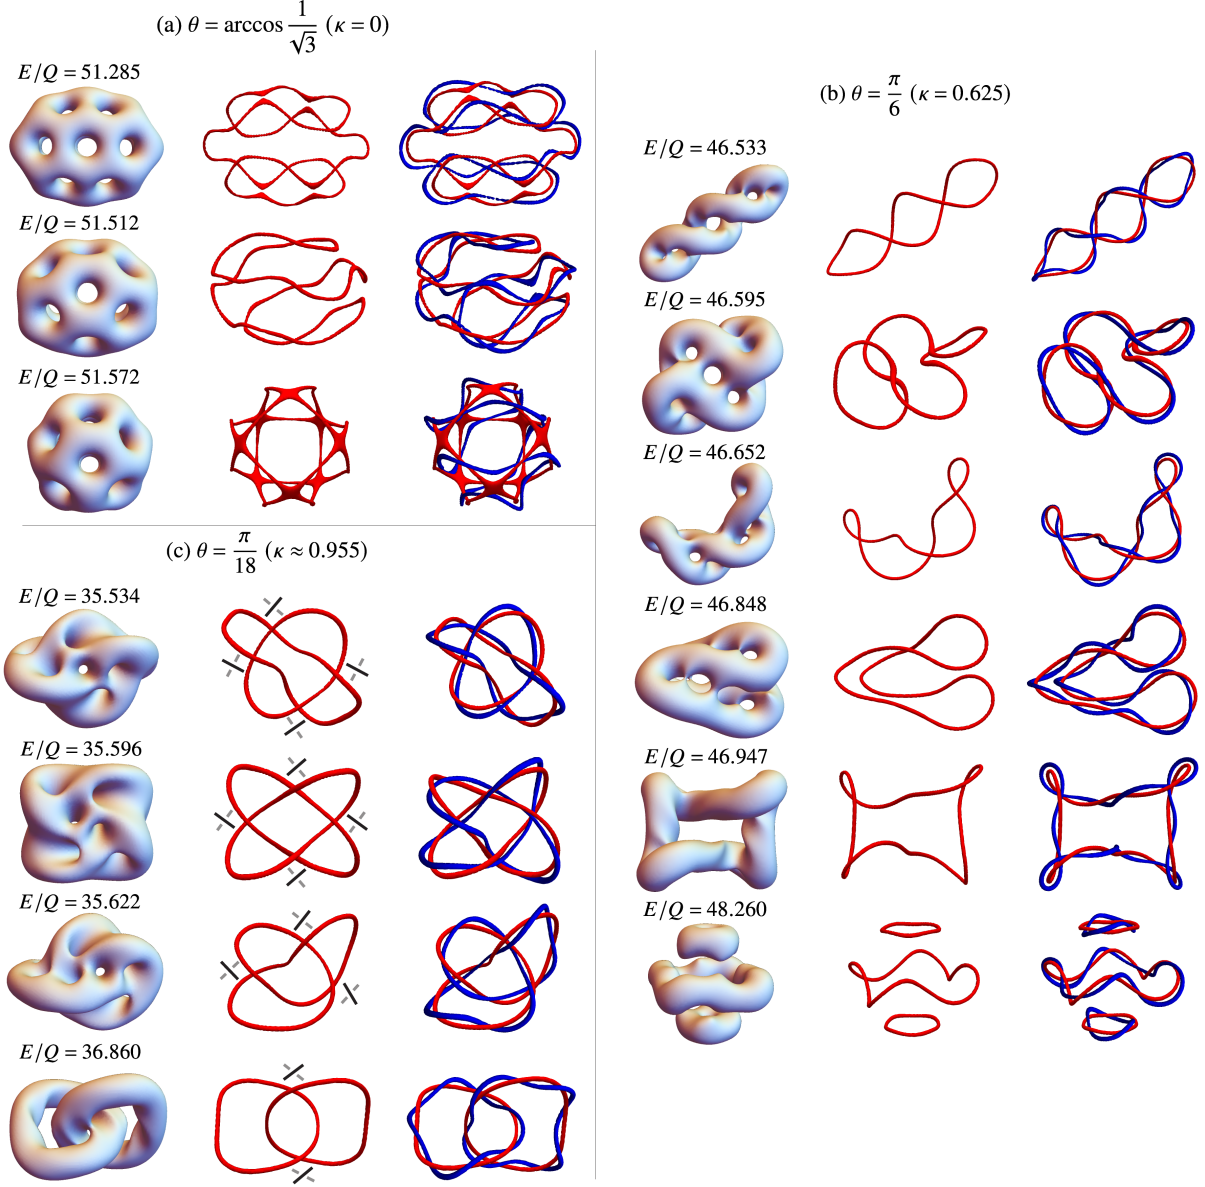 (a) θ = arccos 1/√3 (κ = 0)
E/Q = 51.285
E/Q = 51.512
E/Q = 51.572
(b) θ = π/6 (κ = 0.625)
E/Q = 46.533
E/Q = 46.595
E/Q = 46.652
E/Q = 46.848
E/Q = 46.947
E/Q = 48.260
(c) θ = π/18 (κ ≈ 0.955)
E/Q = 35.534
E/Q = 35.596
E/Q = 35.622
E/Q = 36.860